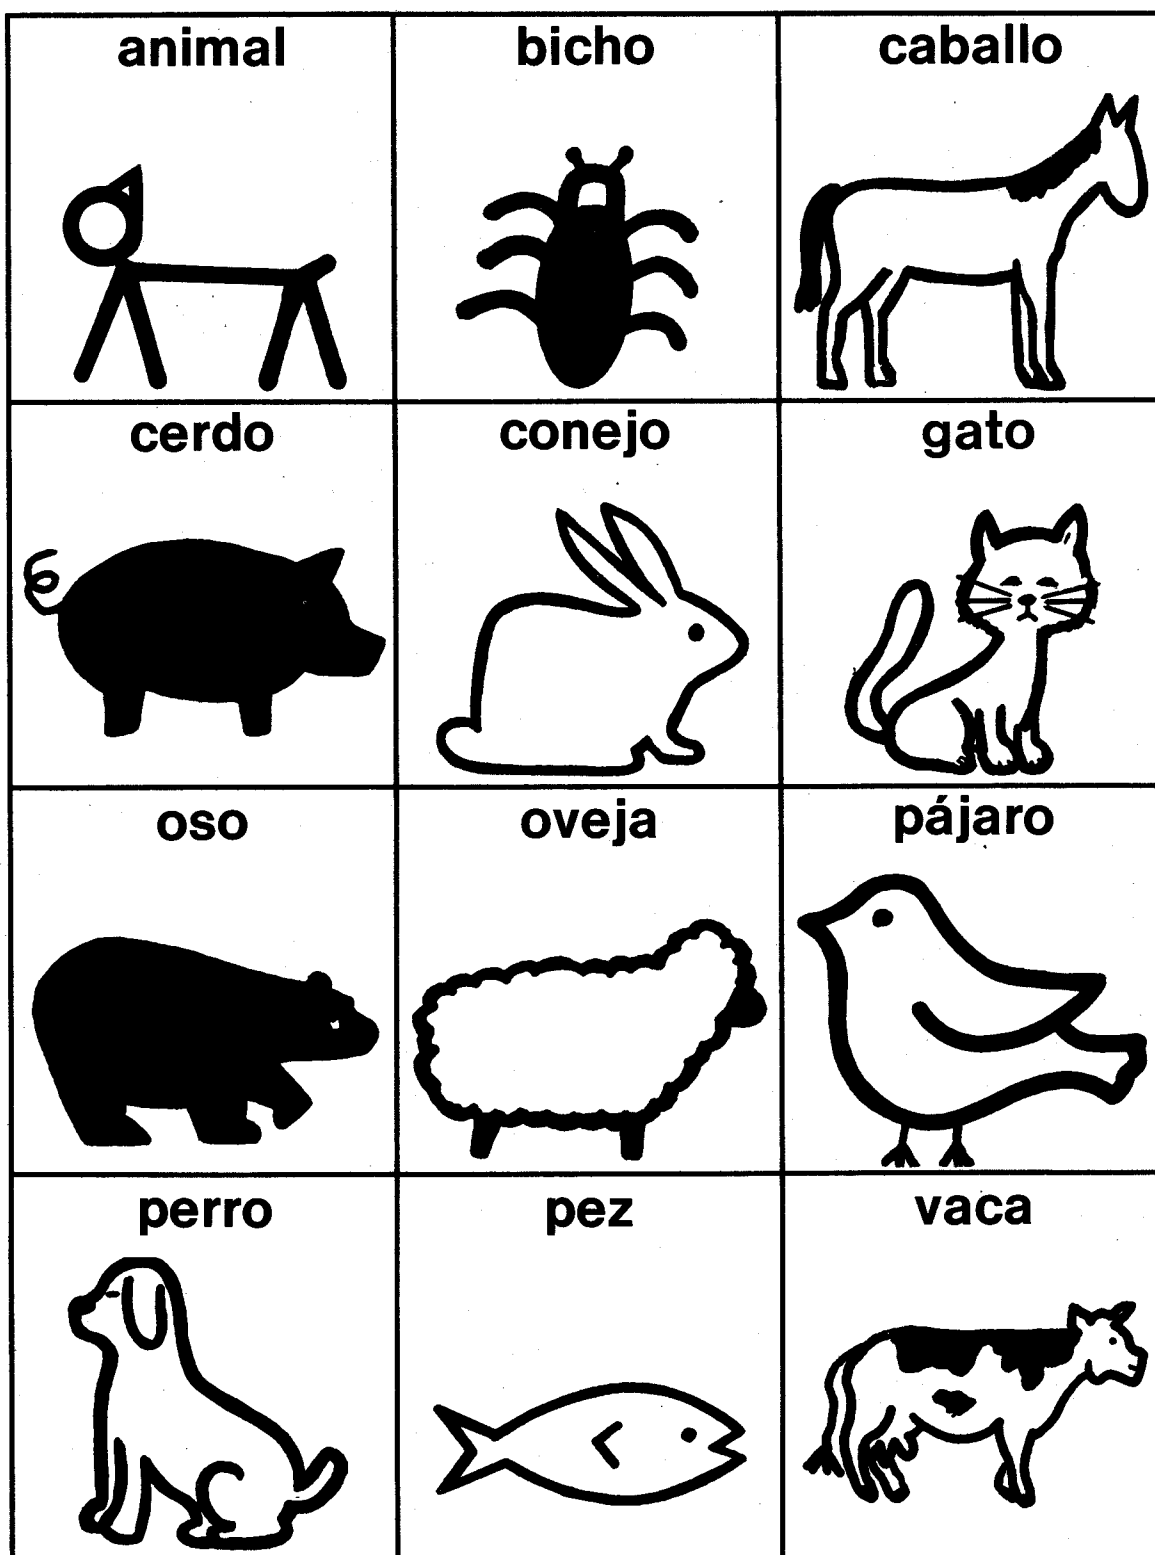 animal
bicho
caballo
cerdo
conejo
gato
oso
oveja
pájaro
perro
pez
vaca